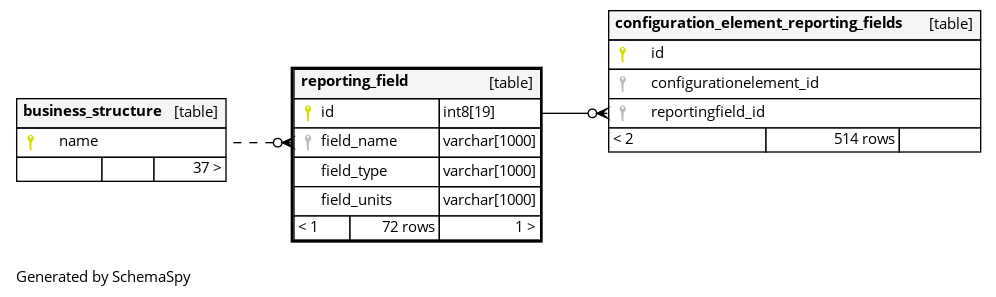 business_structure [table]
name
37 >
reporting_field [table]
id int8[19]
field_name varchar[1000]
field_type varchar[1000]
field_units varchar[1000]
< 1 72 rows 1 >
configuration_element_reporting_fields [table]
id
configurationelement_id
reportingfield_id
< 2 514 rows
Generated by SchemaSpy